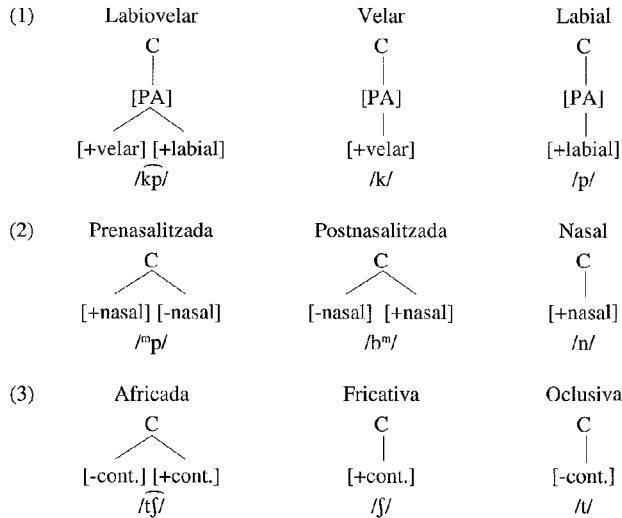 (1) Labiovelar Velar Labial
C C C
[PA] [PA] [PA]
[+velar] [+labial] [+velar] [+labial]
/k͡p/ /k/ /p/
(2) Prenasalitzada Postnasalitzada Nasal
C C C
[+nasal] [-nasal] [-nasal] [+nasal] [+nasal]
/ᵐp/ /bᵐ/ /n/
(3) Africada Fricativa Oclusiva
C C C
[-cont.] [+cont.] [+cont.] [-cont.]
/t͡ʃ/ /ʃ/ /t/